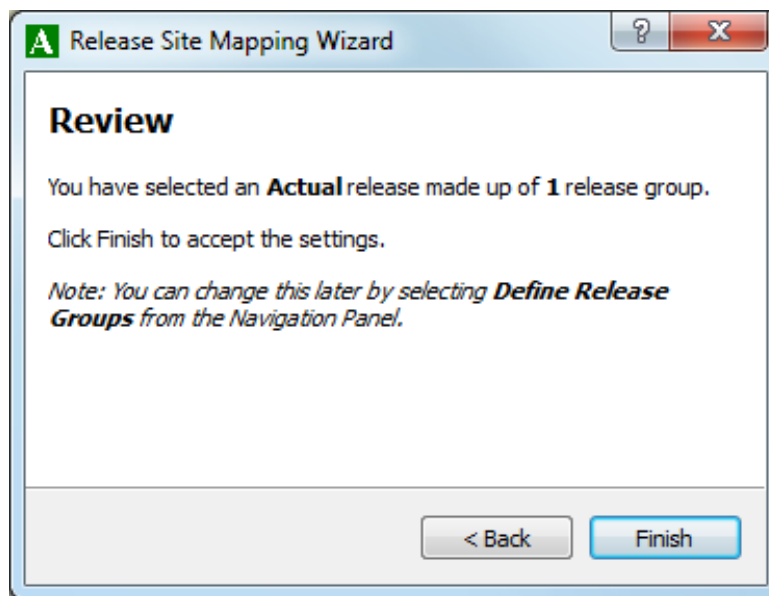 A Release Site Mapping Wizard
? X
Review
You have selected an Actual release made up of 1 release group.
Click Finish to accept the settings.
Note: You can change this later by selecting Define Release
Groups from the Navigation Panel.
< Back Finish